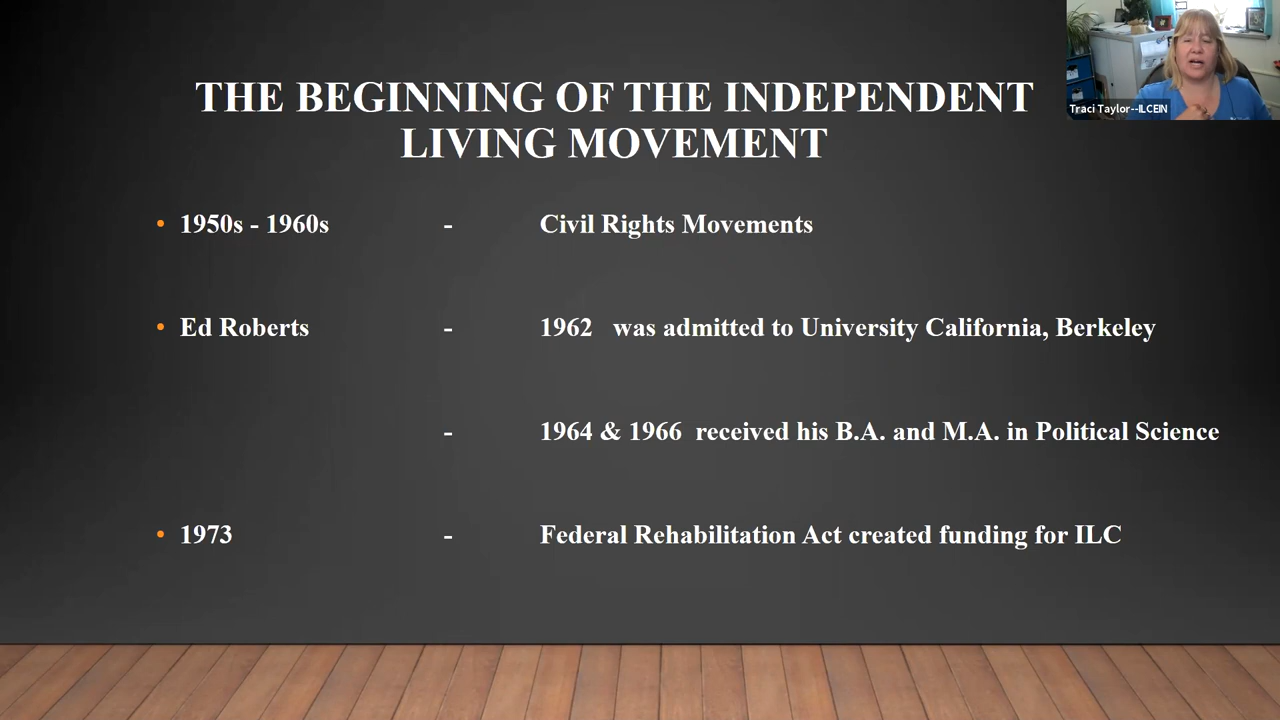 THE BEGINNING OF THE INDEPENDENT
LIVING MOVEMENT
Traci Taylor--ILCEIN
• 1950s - 1960s - Civil Rights Movements
• Ed Roberts - 1962 was admitted to University California, Berkeley
- 1964 & 1966 received his B.A. and M.A. in Political Science
• 1973 - Federal Rehabilitation Act created funding for ILC